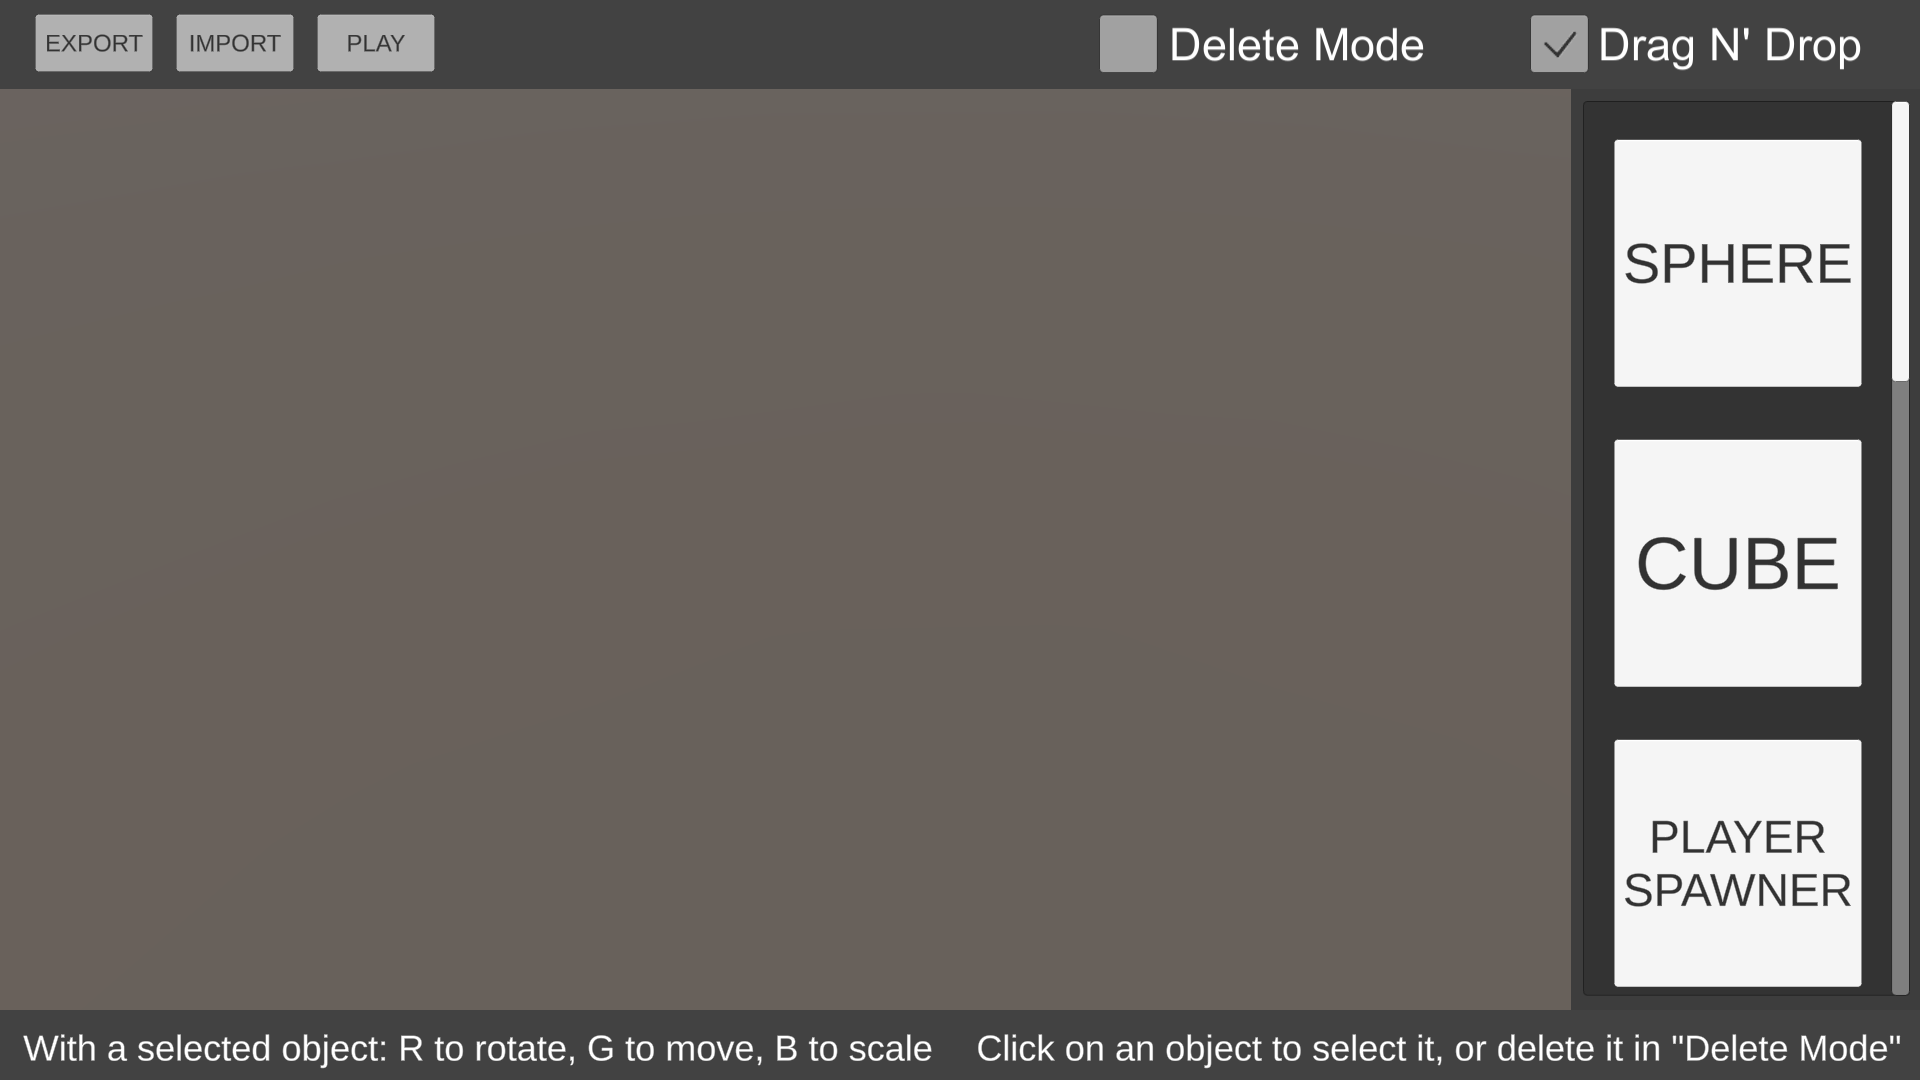 EXPORT IMPORT PLAY Delete Mode Drag N' Drop
SPHERE
CUBE
PLAYER
SPAWNER
With a selected object: R to rotate, G to move, B to scale Click on an object to select it, or delete it in "Delete Mode"